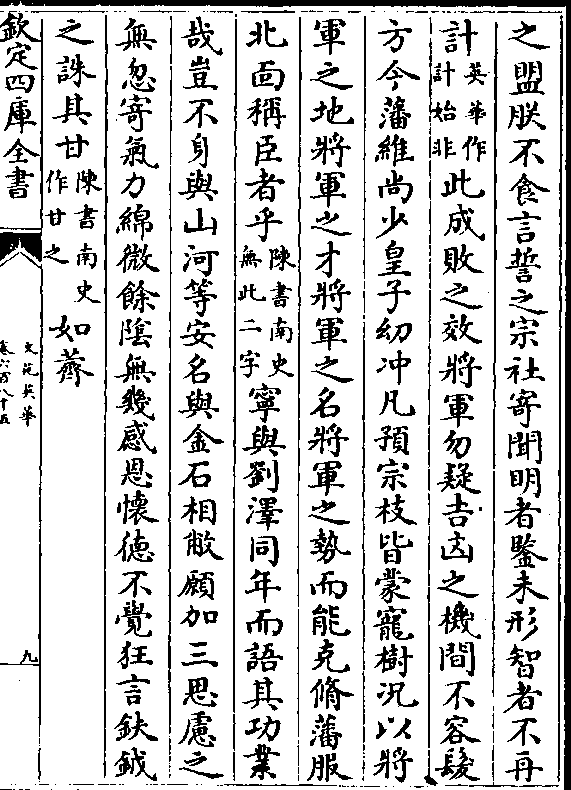 之盟朕不食言誓之宗社寄聞明者鑒未形智者不再
計英華作計始非此成敗之效將軍勿疑吉凶之機間不容髮
方今藩維尚少皇子幼冲凡預宗枝皆蒙寵樹況以將
軍之地將軍之才將軍之名將軍之勢而能克脩藩服
北面稱臣者乎陳書南史無此二字寧與劉澤同年而語其功業
哉豈不身與山河等安名與金石相敝願加三思慮之
無忽寄氣力綿微餘隂無幾感恩懷德不覺狂言鈇鉞
之誅其甘陳書南史作甘之如薺
欽定四庫全書
文苑英華
卷六百八十五
九